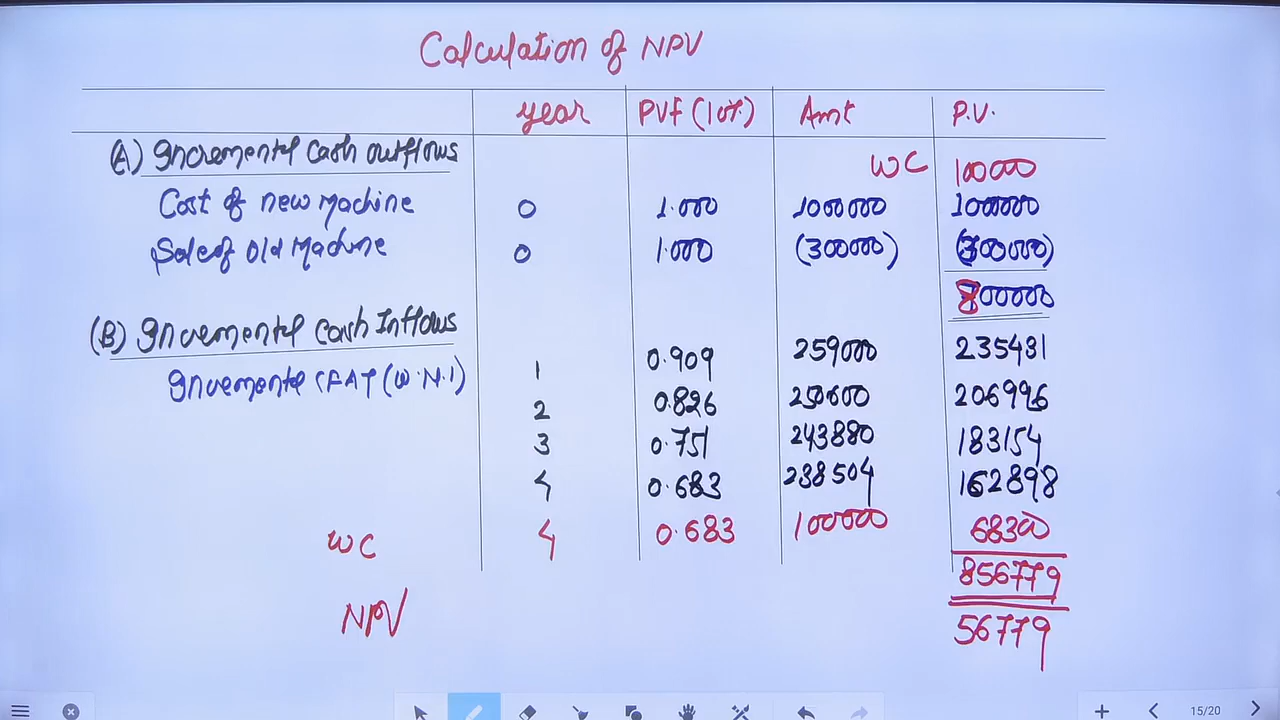 Calculation of NPV
year PVf (10%) Amt P.V.
(A) Incremental Cash outflows WC 100000
Cost of new Machine 0 1.000 1000000 1000000
Sale of Old Machine 0 1.000 (300000) (300000)
800000
(B) Incremental Cash Inflows
Incremental CFAT (W.N.1) 1 0.909 259000 235431
2 0.826 250600 206996
3 0.751 243880 183154
4 0.683 238504 162898
WC 4 0.683 100000 68300
856779
NPV 56779
15/20